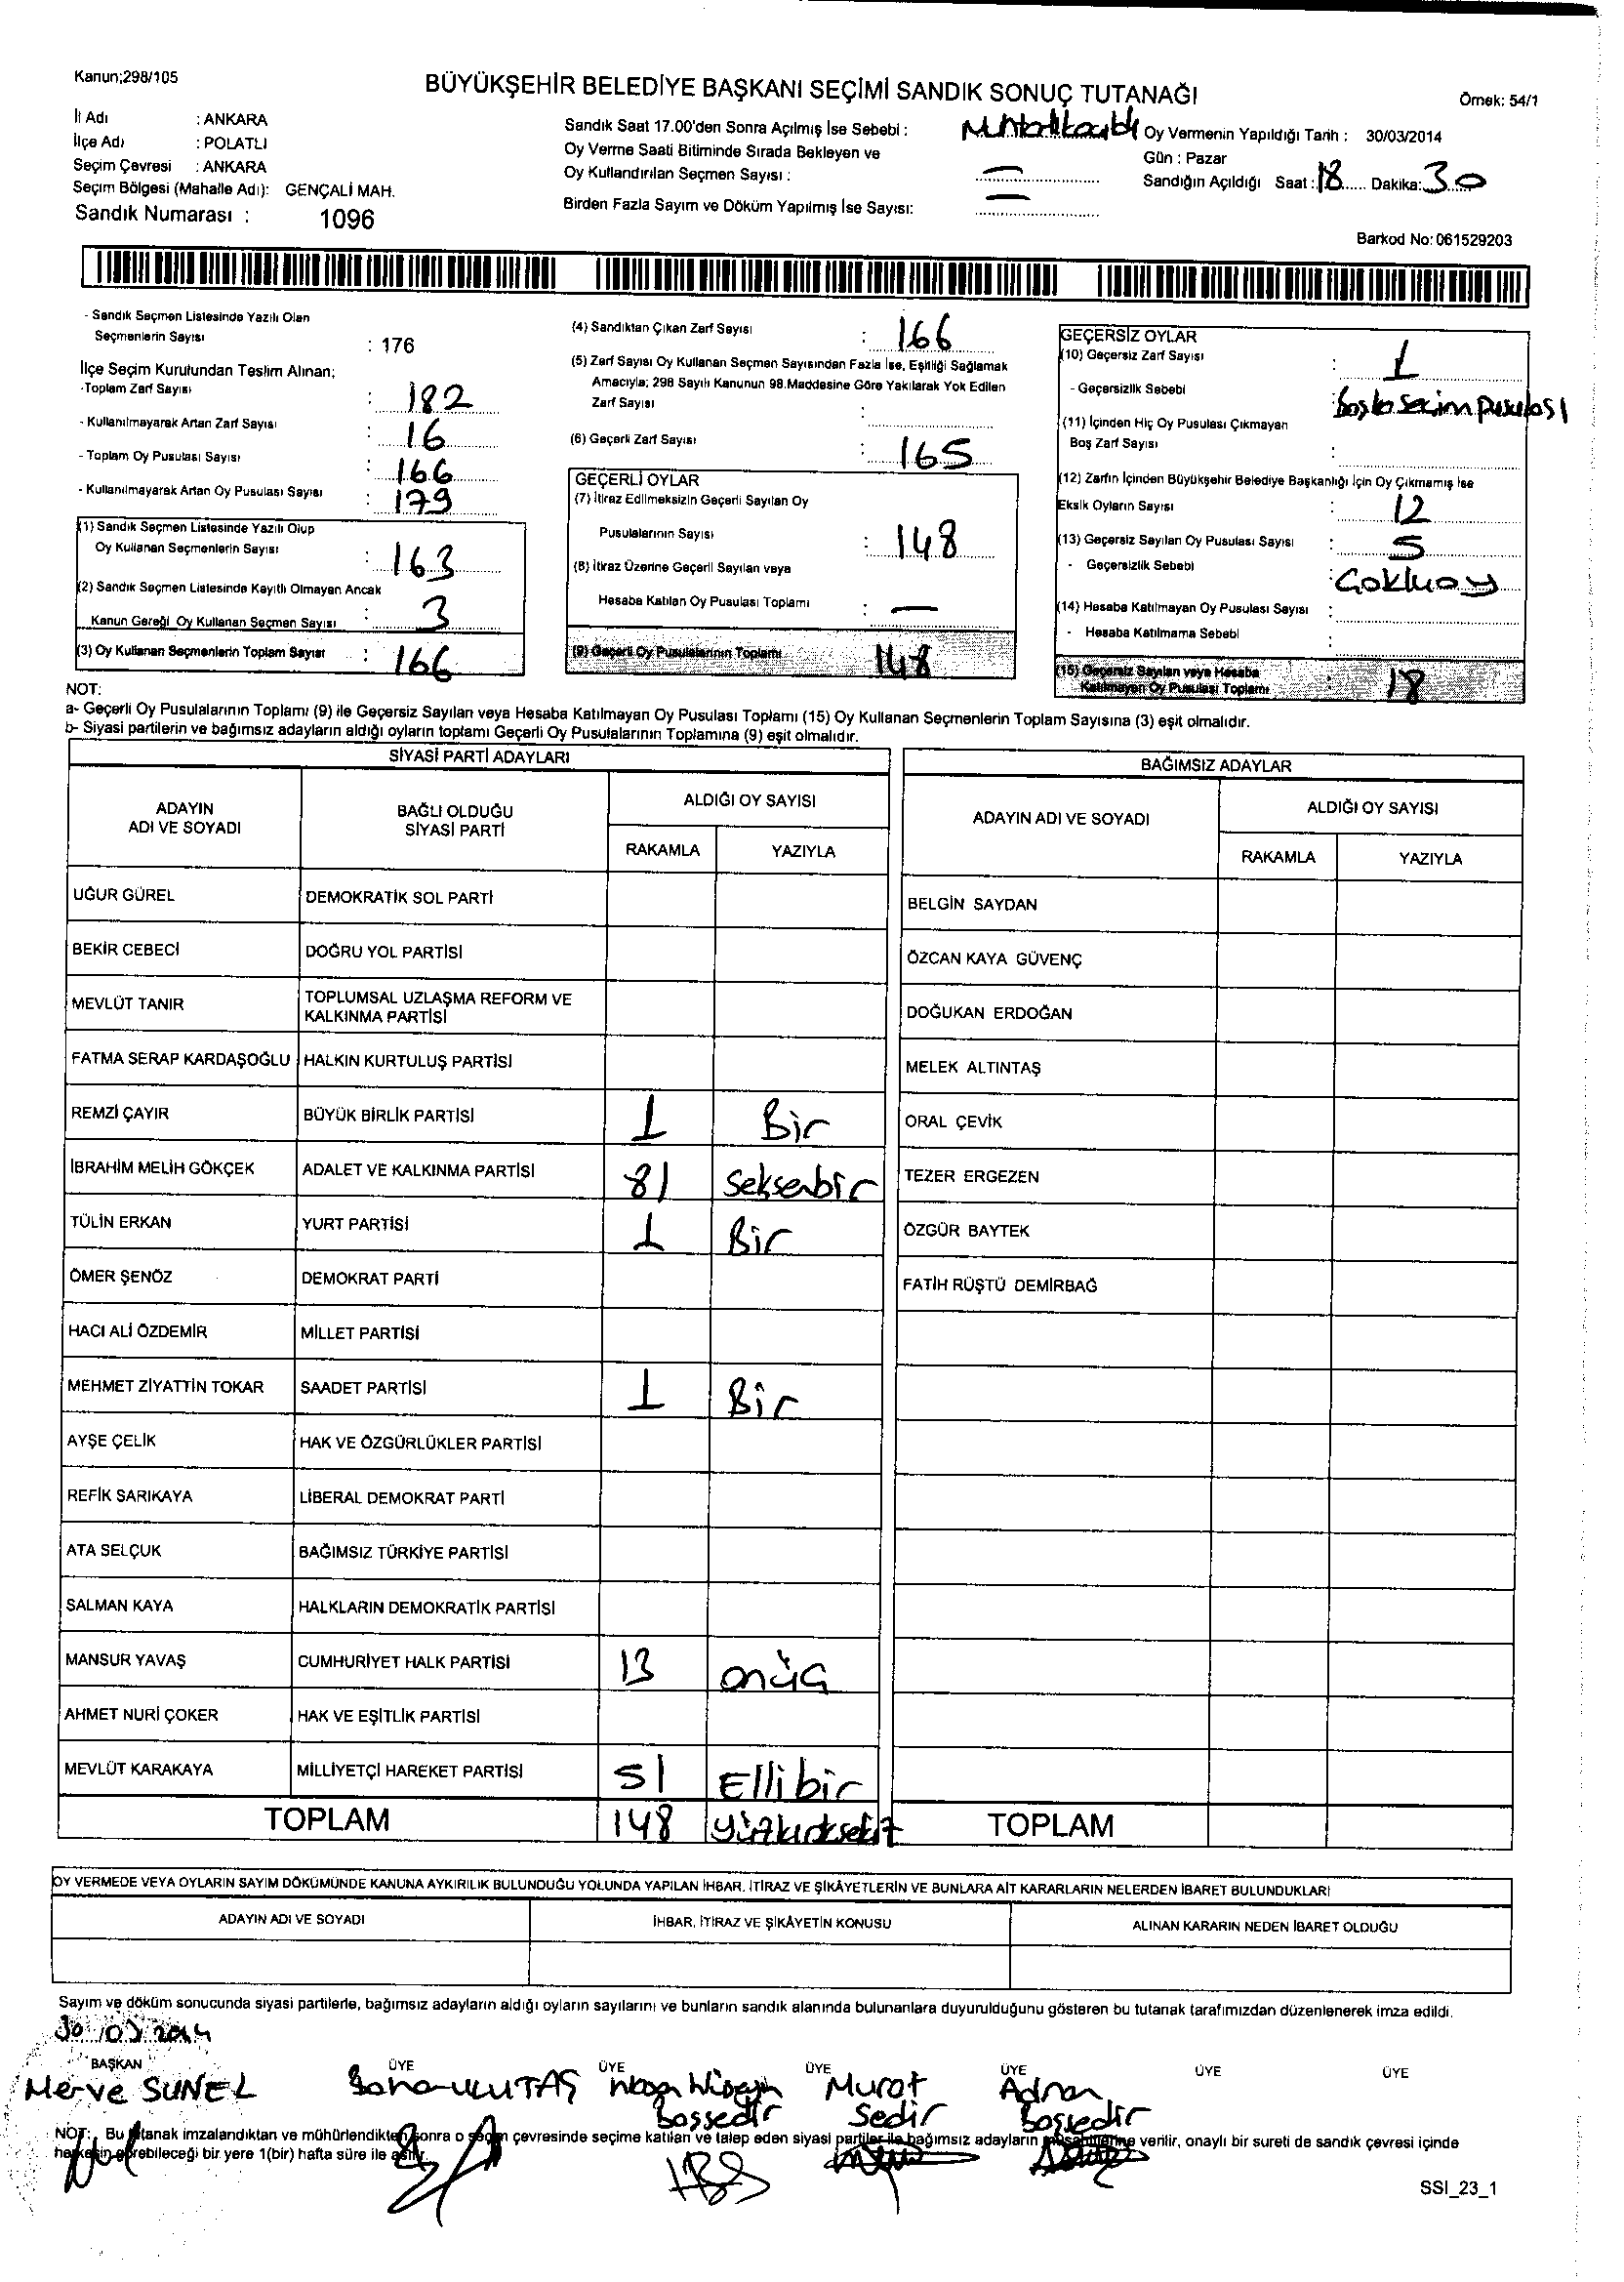 Kanun;298/105
BÜYÜKŞEHİR BELEDİYE BAŞKANI SEÇİMİ SANDIK SONUÇ TUTANAĞI
Örnek: 54/1
İl Adı : ANKARA
İlçe Adı : POLATLI
Seçim Çevresi : ANKARA
Seçim Bölgesi (Mahalle Adı): GENÇALİ MAH.
Sandık Numarası : 1096
Sandık Saat 17.00'den Sonra Açılmış İse Sebebi :
Oy Verme Saati Bitiminde Sırada Bekleyen ve
Oy Kullandırılan Seçmen Sayısı : —
Birden Fazla Sayım ve Döküm Yapılmış İse Sayısı: —
Oy Vermenin Yapıldığı Tarih : 30/03/2014
Gün : Pazar
Sandığın Açıldığı Saat : 18 Dakika: 30
Barkod No: 061529203
- Sandık Seçmen Listesinde Yazılı Olan
Seçmenlerin Sayısı : 176
İlçe Seçim Kurulundan Teslim Alınan;
-Toplam Zarf Sayısı : 182
- Kullanılmayarak Artan Zarf Sayısı : 16
- Toplam Oy Pusulası Sayısı : 166
- Kullanılmayarak Artan Oy Pusulası Sayısı : 179
(1) Sandık Seçmen Listesinde Yazılı Olup
Oy Kullanan Seçmenlerin Sayısı : 163
(2) Sandık Seçmen Listesinde Kayıtlı Olmayan Ancak
Kanun Gereği Oy Kullanan Seçmen Sayısı : 3
(3) Oy Kullanan Seçmenlerin Toplam Sayısı : 166
(4) Sandıktan Çıkan Zarf Sayısı : 166
(5) Zarf Sayısı Oy Kullanan Seçmen Sayısından Fazla İse, Eşitliği Sağlamak
Amacıyla; 298 Sayılı Kanunun 98.Maddesine Göre Yakılarak Yok Edilen
Zarf Sayısı :
(6) Geçerli Zarf Sayısı : 165
GEÇERLİ OYLAR
(7) İtiraz Edilmeksizin Geçerli Sayılan Oy
Pusulalarının Sayısı : 148
(8) İtiraz Üzerine Geçerli Sayılan veya
Hesaba Katılan Oy Pusulası Toplamı : —
(9) Geçerli Oy Pusulalarının Toplamı 148
GEÇERSİZ OYLAR
(10) Geçersiz Zarf Sayısı : 1
- Geçersizlik Sebebi : Başka seçim pusulası
(11) İçinden Hiç Oy Pusulası Çıkmayan
Boş Zarf Sayısı :
(12) Zarfın İçinden Büyükşehir Belediye Başkanlığı İçin Oy Çıkmamış İse
Eksik Oyların Sayısı : 12
(13) Geçersiz Sayılan Oy Pusulası Sayısı : 5
- Geçersizlik Sebebi :
(14) Hesaba Katılmayan Oy Pusulası Sayısı :
- Hesaba Katılmama Sebebi :
(15) Geçersiz Sayılan veya Hesaba
Katılmayan Oy Pusulası Toplamı : 18
NOT:
a- Geçerli Oy Pusulalarının Toplamı (9) ile Geçersiz Sayılan veya Hesaba Katılmayan Oy Pusulası Toplamı (15) Oy Kullanan Seçmenlerin Toplam Sayısına (3) eşit olmalıdır.
b- Siyasi partilerin ve bağımsız adayların aldığı oyların toplamı Geçerli Oy Pusulalarının Toplamına (9) eşit olmalıdır.
SİYASİ PARTİ ADAYLARI
ADAYIN ADI VE SOYADI BAĞLI OLDUĞU SİYASİ PARTİ ALDIĞI OY SAYISI
RAKAMLA YAZIYLA
UĞUR GÜREL DEMOKRATİK SOL PARTİ
BEKİR CEBECİ DOĞRU YOL PARTİSİ
MEVLÜT TANIR TOPLUMSAL UZLAŞMA REFORM VE KALKINMA PARTİSİ
FATMA SERAP KARDAŞOĞLU HALKIN KURTULUŞ PARTİSİ
REMZİ ÇAYIR BÜYÜK BİRLİK PARTİSİ 1 Bir
İBRAHİM MELİH GÖKÇEK ADALET VE KALKINMA PARTİSİ 81 Seksenbir
TÜLİN ERKAN YURT PARTİSİ 1 Bir
ÖMER ŞENÖZ DEMOKRAT PARTİ
HACI ALİ ÖZDEMİR MİLLET PARTİSİ
MEHMET ZİYATTİN TOKAR SAADET PARTİSİ 1 Bir
AYŞE ÇELİK HAK VE ÖZGÜRLÜKLER PARTİSİ
REFİK SARIKAYA LİBERAL DEMOKRAT PARTİ
ATA SELÇUK BAĞIMSIZ TÜRKİYE PARTİSİ
SALMAN KAYA HALKLARIN DEMOKRATİK PARTİSİ
MANSUR YAVAŞ CUMHURİYET HALK PARTİSİ 13 onüç
AHMET NURİ ÇOKER HAK VE EŞİTLİK PARTİSİ
MEVLÜT KARAKAYA MİLLİYETÇİ HAREKET PARTİSİ 51 Ellibir
TOPLAM 148 yüzkırksekiz
BAĞIMSIZ ADAYLAR
ADAYIN ADI VE SOYADI ALDIĞI OY SAYISI
RAKAMLA YAZIYLA
BELGİN SAYDAN
ÖZCAN KAYA GÜVENÇ
DOĞUKAN ERDOĞAN
MELEK ALTINTAŞ
ORAL ÇEVİK
TEZER ERGEZEN
ÖZGÜR BAYTEK
FATİH RÜŞTÜ DEMİRBAĞ
TOPLAM
OY VERMEDE VEYA OYLARIN SAYIM DÖKÜMÜNDE KANUNA AYKIRILIK BULUNDUĞU YOLUNDA YAPILAN İHBAR, İTİRAZ VE ŞİKÂYETLERİN VE BUNLARA AİT KARARLARIN NELERDEN İBARET BULUNDUKLARI
ADAYIN ADI VE SOYADI İHBAR, İTİRAZ VE ŞİKÂYETİN KONUSU ALINAN KARARIN NEDEN İBARET OLDUĞU
Sayım ve döküm sonucunda siyasi partilerle, bağımsız adayların aldığı oyların sayılarını ve bunların sandık alanında bulunanlara duyurulduğunu gösteren bu tutanak tarafımızdan düzenlenerek imza edildi.
30/03/2014
BAŞKAN ÜYE ÜYE ÜYE ÜYE ÜYE ÜYE
Merve SUNEL ULUTAŞ Murat Adnan
Başsedir Sedir Başsedir
NOT: Bu tutanak imzalandıktan ve mühürlendikten sonra o seçim çevresinde seçime katılan ve talep eden siyasi partiler ile bağımsız adayların müşahitlerine verilir, onaylı bir sureti de sandık çevresi içinde
herkesin görebileceği bir yere 1(bir) hafta süre ile asılır.
SSI_23_1